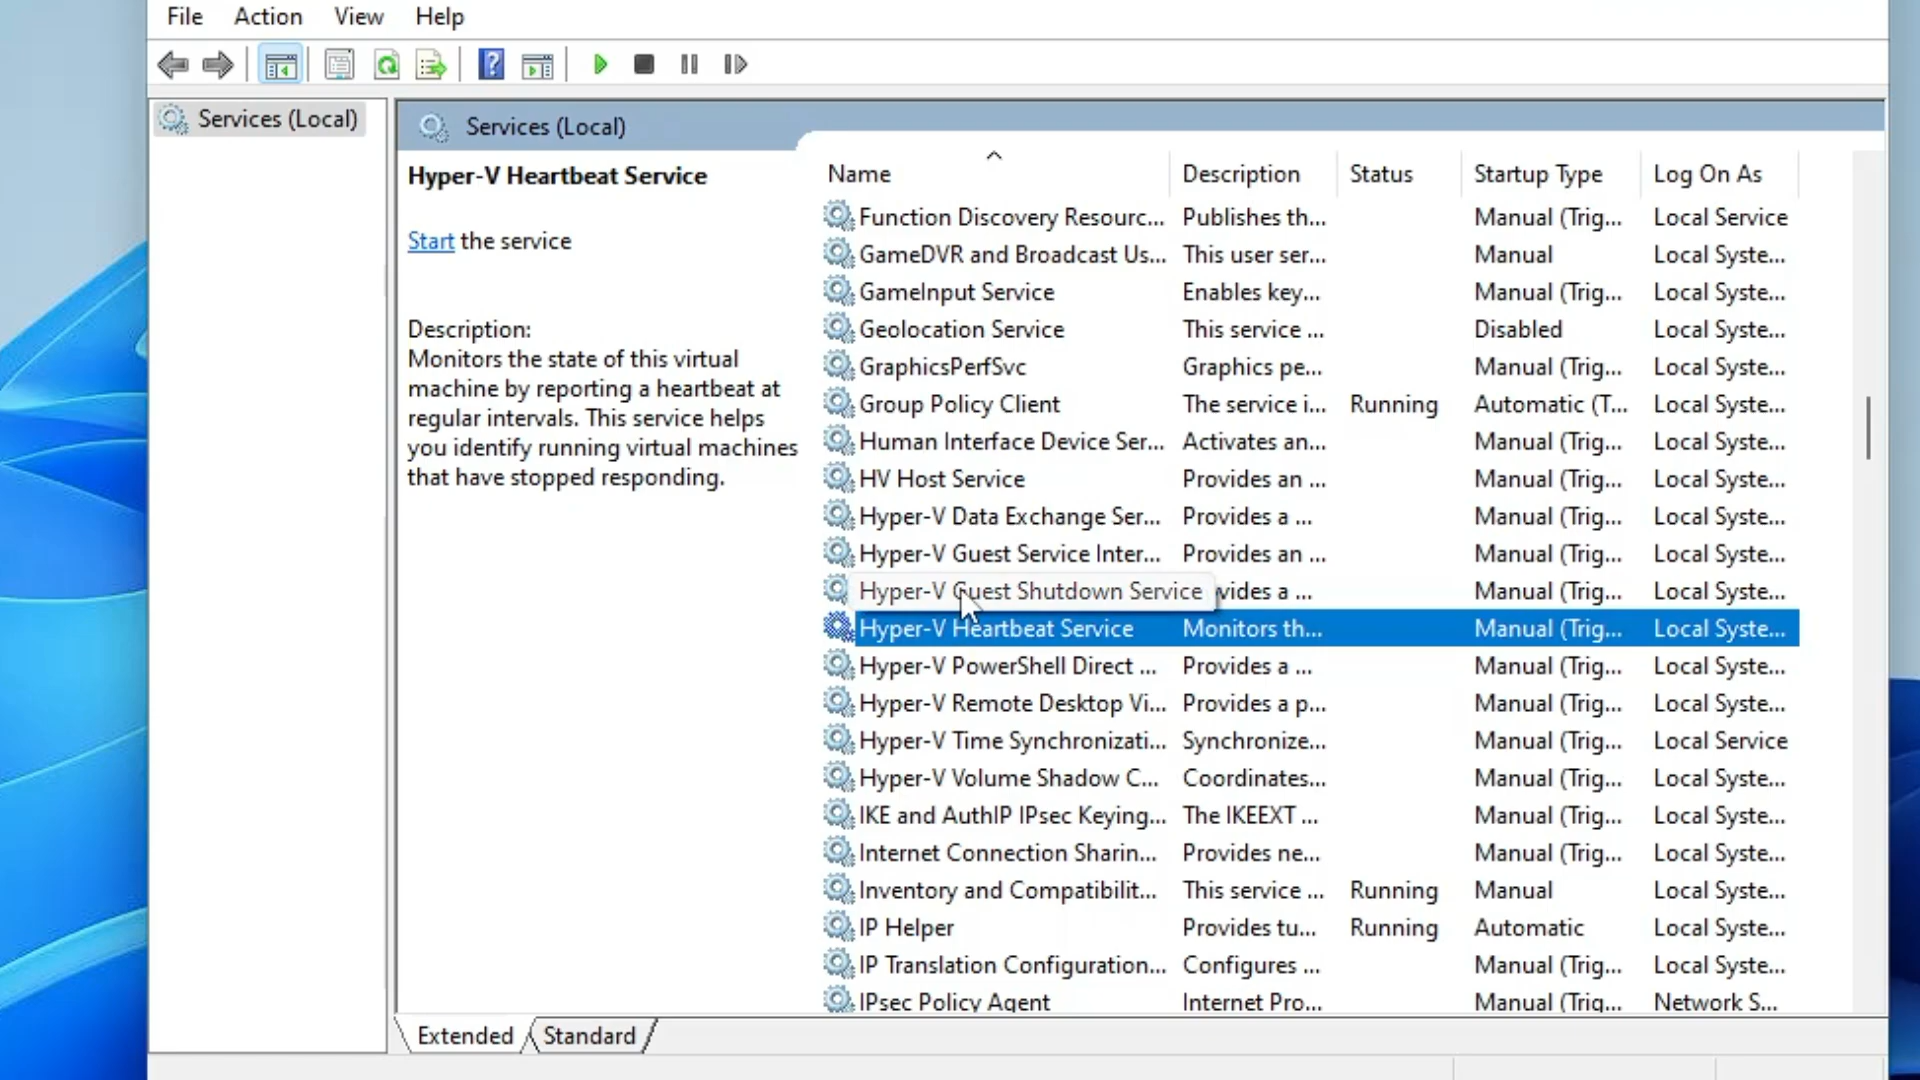 File Action View Help
Services (Local)
Services (Local)
Hyper-V Heartbeat Service
Start the service
Description:
Monitors the state of this virtual
machine by reporting a heartbeat at
regular intervals. This service helps
you identify running virtual machines
that have stopped responding.
Name Description Status Startup Type Log On As
Function Discovery Resourc... Publishes th... Manual (Trig... Local Service
GameDVR and Broadcast Us... This user ser... Manual Local Syste...
GameInput Service Enables key... Manual (Trig... Local Syste...
Geolocation Service This service ... Disabled Local Syste...
GraphicsPerfSvc Graphics pe... Manual (Trig... Local Syste...
Group Policy Client The service i... Running Automatic (T... Local Syste...
Human Interface Device Ser... Activates an... Manual (Trig... Local Syste...
HV Host Service Provides an ... Manual (Trig... Local Syste...
Hyper-V Data Exchange Ser... Provides a ... Manual (Trig... Local Syste...
Hyper-V Guest Service Inter... Provides an ... Manual (Trig... Local Syste...
Hyper-V Guest Shutdown Service vides a ... Manual (Trig... Local Syste...
Hyper-V Heartbeat Service Monitors th... Manual (Trig... Local Syste...
Hyper-V PowerShell Direct ... Provides a ... Manual (Trig... Local Syste...
Hyper-V Remote Desktop Vi... Provides a p... Manual (Trig... Local Syste...
Hyper-V Time Synchronizati... Synchronize... Manual (Trig... Local Service
Hyper-V Volume Shadow C... Coordinates... Manual (Trig... Local Syste...
IKE and AuthIP IPsec Keying... The IKEEXT ... Manual (Trig... Local Syste...
Internet Connection Sharin... Provides ne... Manual (Trig... Local Syste...
Inventory and Compatibilit... This service ... Running Manual Local Syste...
IP Helper Provides tu... Running Automatic Local Syste...
IP Translation Configuration... Configures ... Manual (Trig... Local Syste...
IPsec Policy Agent Internet Pro... Manual (Trig... Network S...
Extended Standard